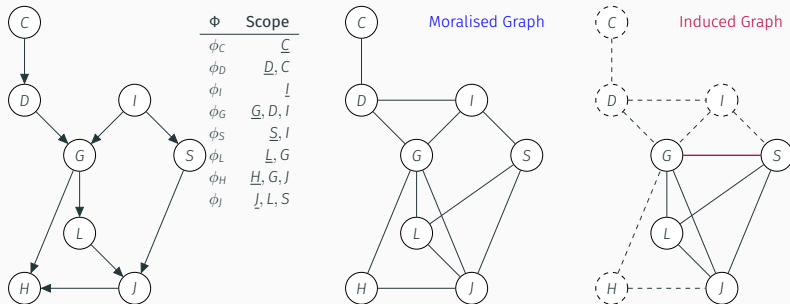 C
D
I
G
S
L
H
J
Φ Scope
ϕC C
ϕD D, C
ϕI I
ϕG G, D, I
ϕS S, I
ϕL L, G
ϕH H, G, J
ϕJ J, L, S
Moralised Graph
C
D
I
G
S
L
H
J
Induced Graph
C
D
I
G
S
L
H
J